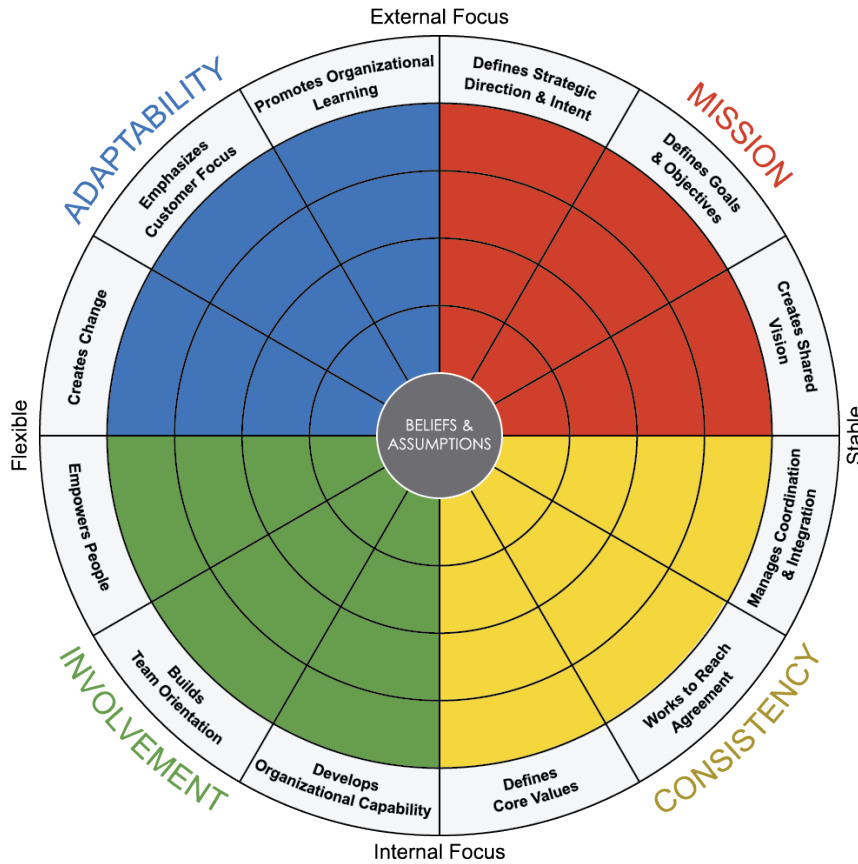 External Focus
ADAPTABILITY
MISSION
Promotes Organizational
Learning
Defines Strategic
Direction & Intent
Emphasizes
Customer Focus
Defines Goals
& Objectives
Creates Change
Creates Shared
Vision
Flexible
BELIEFS &
ASSUMPTIONS
Stable
Empowers People
Manages Coordination
& Integration
Builds
Team Orientation
Works to Reach
Agreement
Develops
Organizational Capability
Defines
Core Values
INVOLVEMENT
CONSISTENCY
Internal Focus